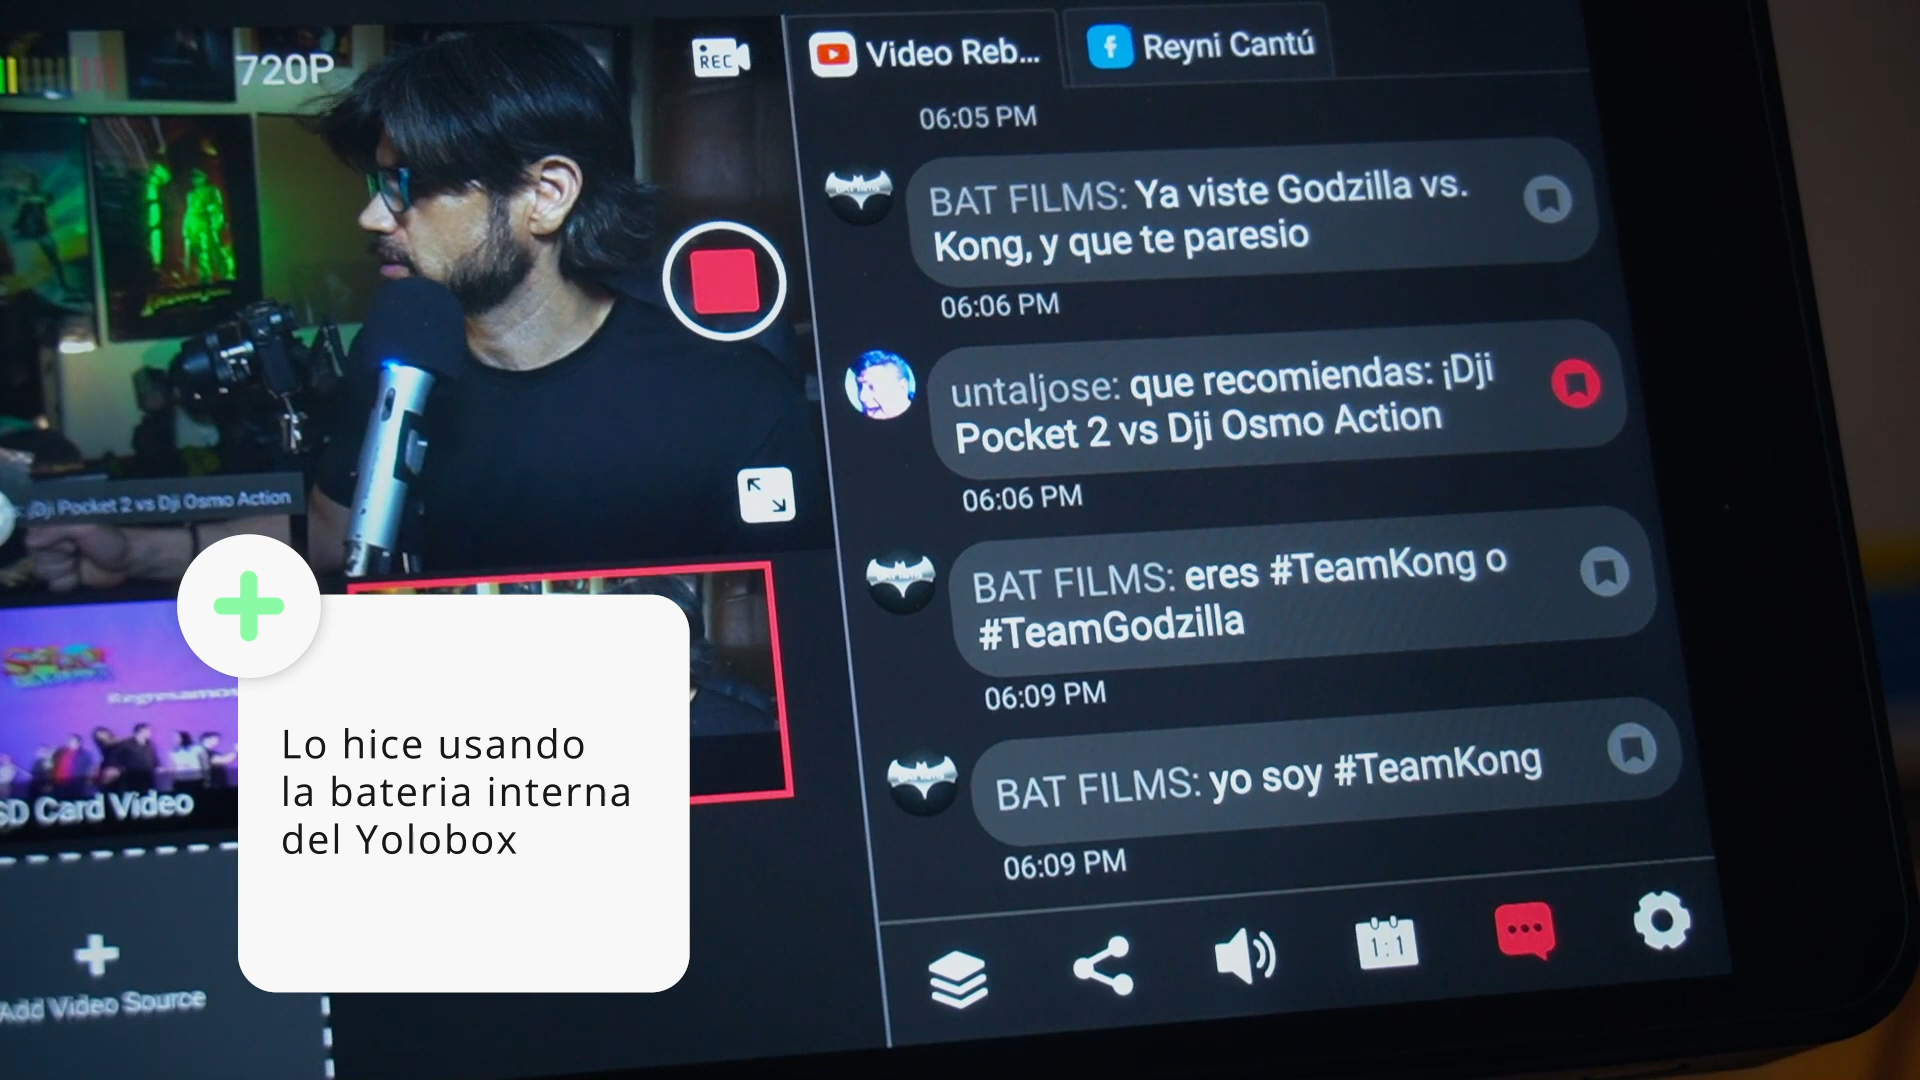 720P
REC
Video Reb...
Reyni Cantú
06:05 PM
BAT FILMS: Ya viste Godzilla vs.
Kong, y que te paresio
06:06 PM
untaljose: que recomiendas: ¡Dji
Pocket 2 vs Dji Osmo Action
06:06 PM
BAT FILMS: eres #TeamKong o
#TeamGodzilla
06:09 PM
BAT FILMS: yo soy #TeamKong
06:09 PM
: ¡Dji Pocket 2 vs Dji Osmo Action
Regresamos
SD Card Video
Add Video Source
Lo hice usando
la bateria interna
del Yolobox
1:1